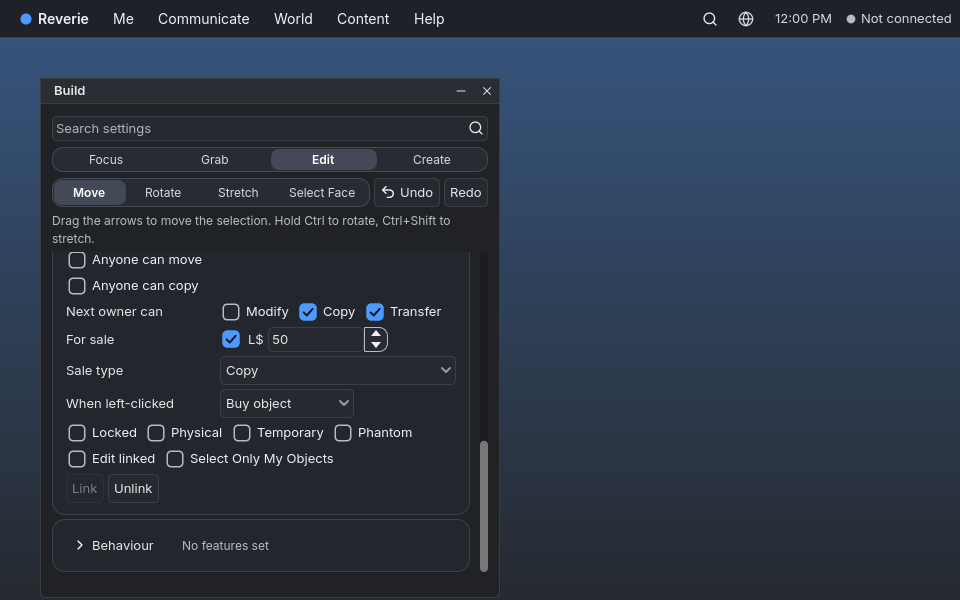 Reverie Me Communicate World Content Help 12:00 PM Not connected
Build
Search settings
Focus Grab Edit Create
Move Rotate Stretch Select Face Undo Redo
Drag the arrows to move the selection. Hold Ctrl to rotate, Ctrl+Shift to
stretch.
Anyone can move
Anyone can copy
Next owner can Modify Copy Transfer
For sale L$ 50
Sale type Copy
When left-clicked Buy object
Locked Physical Temporary Phantom
Edit linked Select Only My Objects
Link Unlink
Behaviour No features set